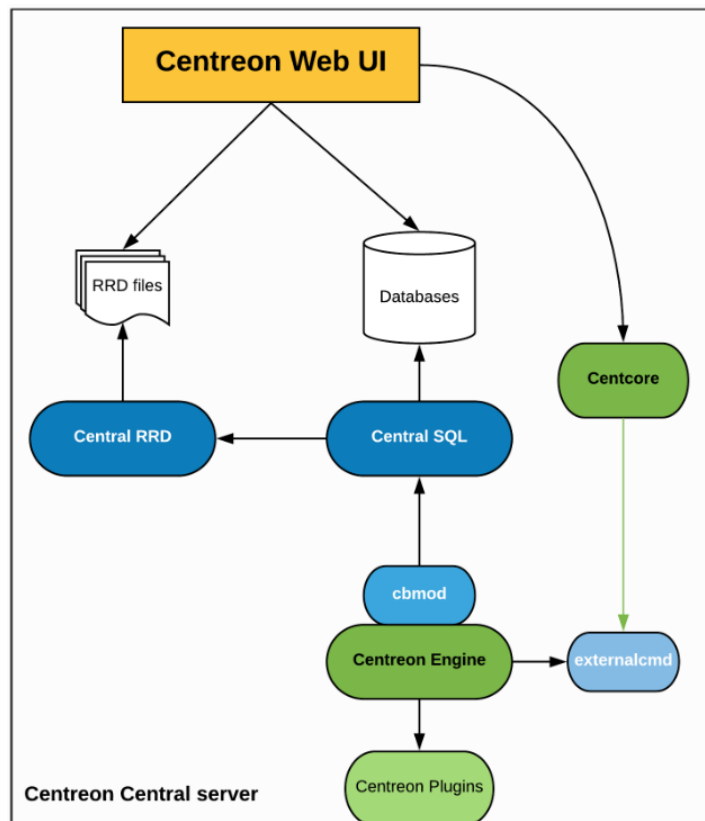 Centreon Web UI
RRD files
Databases
Centcore
Central RRD
Central SQL
cbmod
Centreon Engine
externalcmd
Centreon Plugins
Centreon Central server